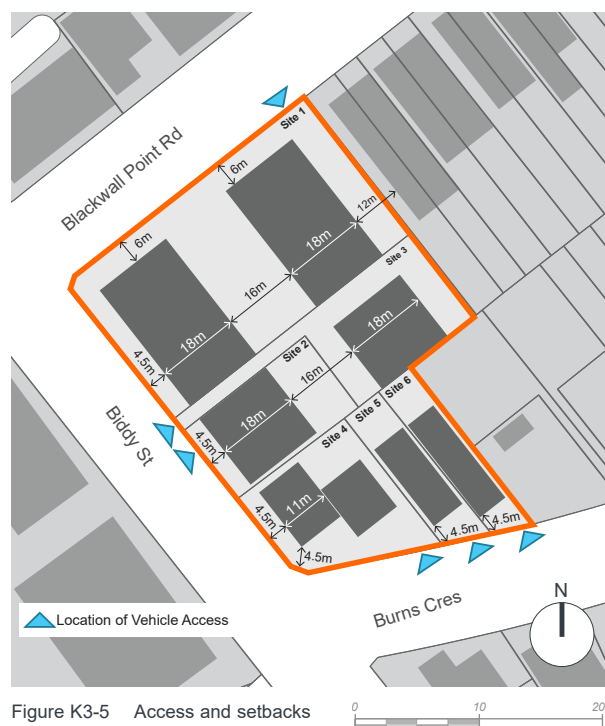 Blackwall Point Rd
Site 1
6m
6m
12m
18m
16m
18m
4.5m
Site 3
Site 2
18m
16m
18m
4.5m
Site 6
Site 5
Site 4
Biddy St
11m
4.5m
4.5m
4.5m
4.5m
Burns Cres
N
Location of Vehicle Access
Figure K3-5 Access and setbacks
0 10 20